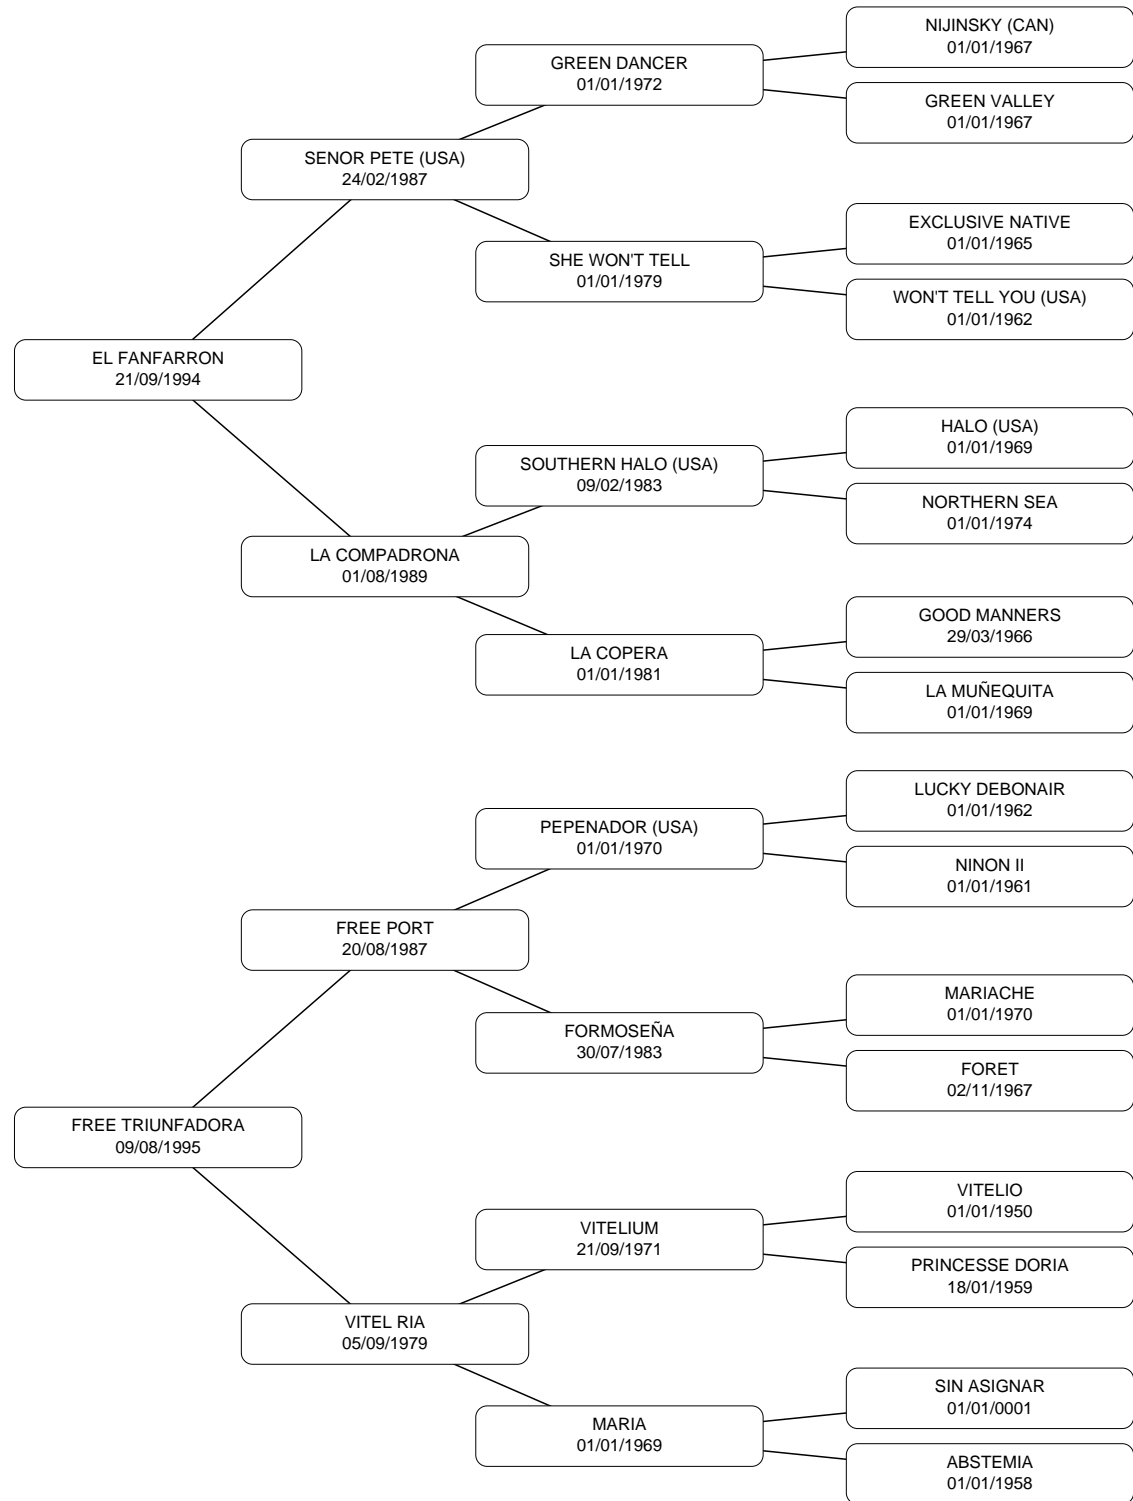 NIJINSKY (CAN)
01/01/1967
GREEN DANCER
01/01/1972
GREEN VALLEY
01/01/1967
SENOR PETE (USA)
24/02/1987
EXCLUSIVE NATIVE
01/01/1965
SHE WON'T TELL
01/01/1979
WON'T TELL YOU (USA)
01/01/1962
EL FANFARRON
21/09/1994
HALO (USA)
01/01/1969
SOUTHERN HALO (USA)
09/02/1983
NORTHERN SEA
01/01/1974
LA COMPADRONA
01/08/1989
GOOD MANNERS
29/03/1966
LA COPERA
01/01/1981
LA MUÑEQUITA
01/01/1969
LUCKY DEBONAIR
01/01/1962
PEPENADOR (USA)
01/01/1970
NINON II
01/01/1961
FREE PORT
20/08/1987
MARIACHE
01/01/1970
FORMOSEÑA
30/07/1983
FORET
02/11/1967
FREE TRIUNFADORA
09/08/1995
VITELIO
01/01/1950
VITELIUM
21/09/1971
PRINCESSE DORIA
18/01/1959
VITEL RIA
05/09/1979
SIN ASIGNAR
01/01/0001
MARIA
01/01/1969
ABSTEMIA
01/01/1958